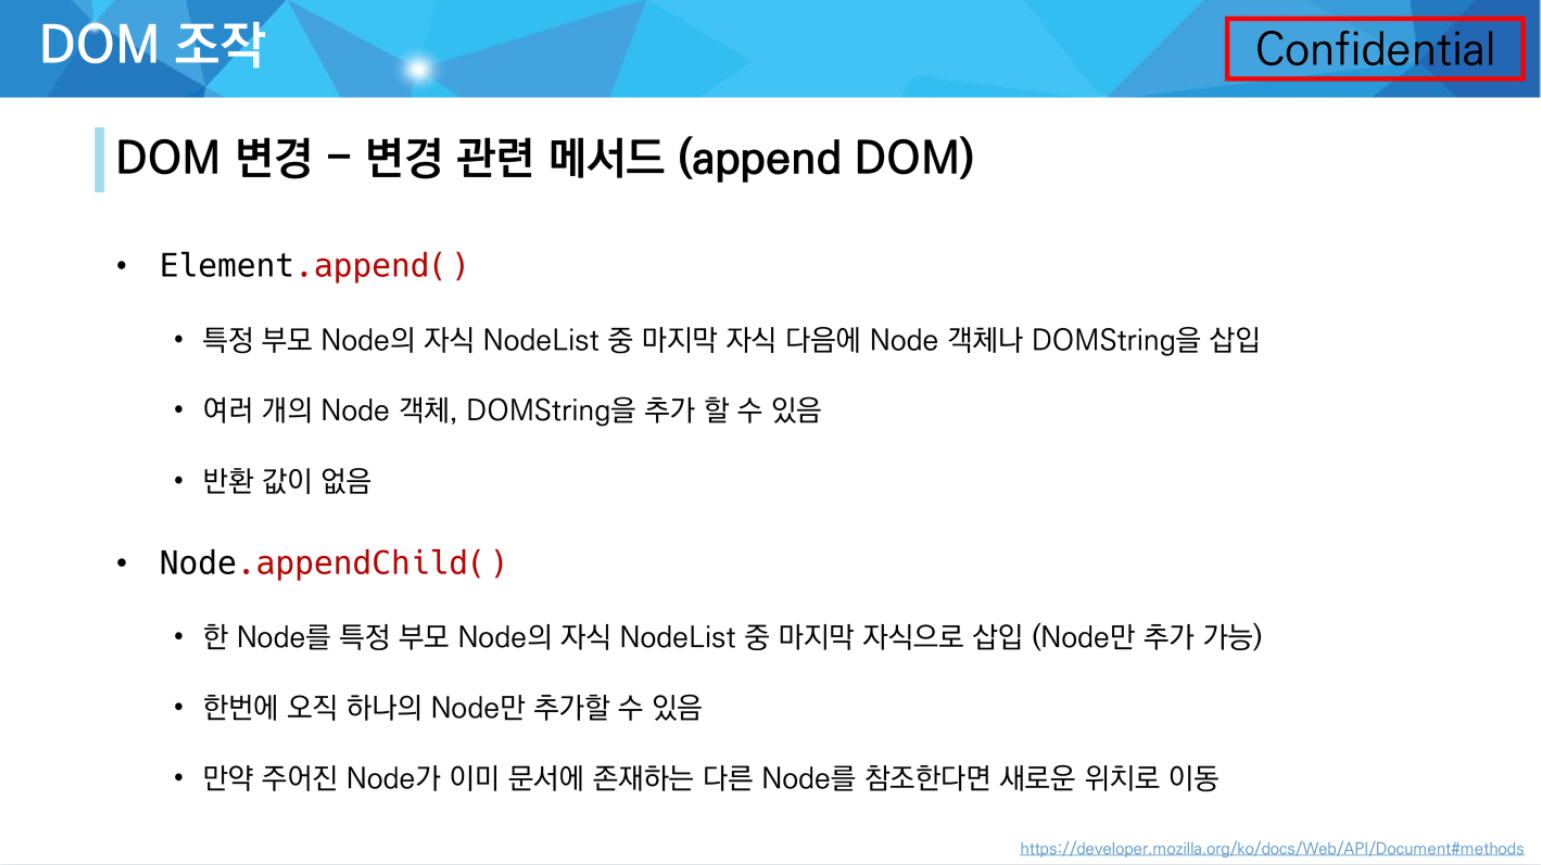 DOM 조작
Confidential
DOM 변경 – 변경 관련 메서드 (append DOM)
• Element.append()
• 특정 부모 Node의 자식 NodeList 중 마지막 자식 다음에 Node 객체나 DOMString을 삽입
• 여러 개의 Node 객체, DOMString을 추가 할 수 있음
• 반환 값이 없음
• Node.appendChild()
• 한 Node를 특정 부모 Node의 자식 NodeList 중 마지막 자식으로 삽입 (Node만 추가 가능)
• 한번에 오직 하나의 Node만 추가할 수 있음
• 만약 주어진 Node가 이미 문서에 존재하는 다른 Node를 참조한다면 새로운 위치로 이동
https://developer.mozilla.org/ko/docs/Web/API/Document#methods